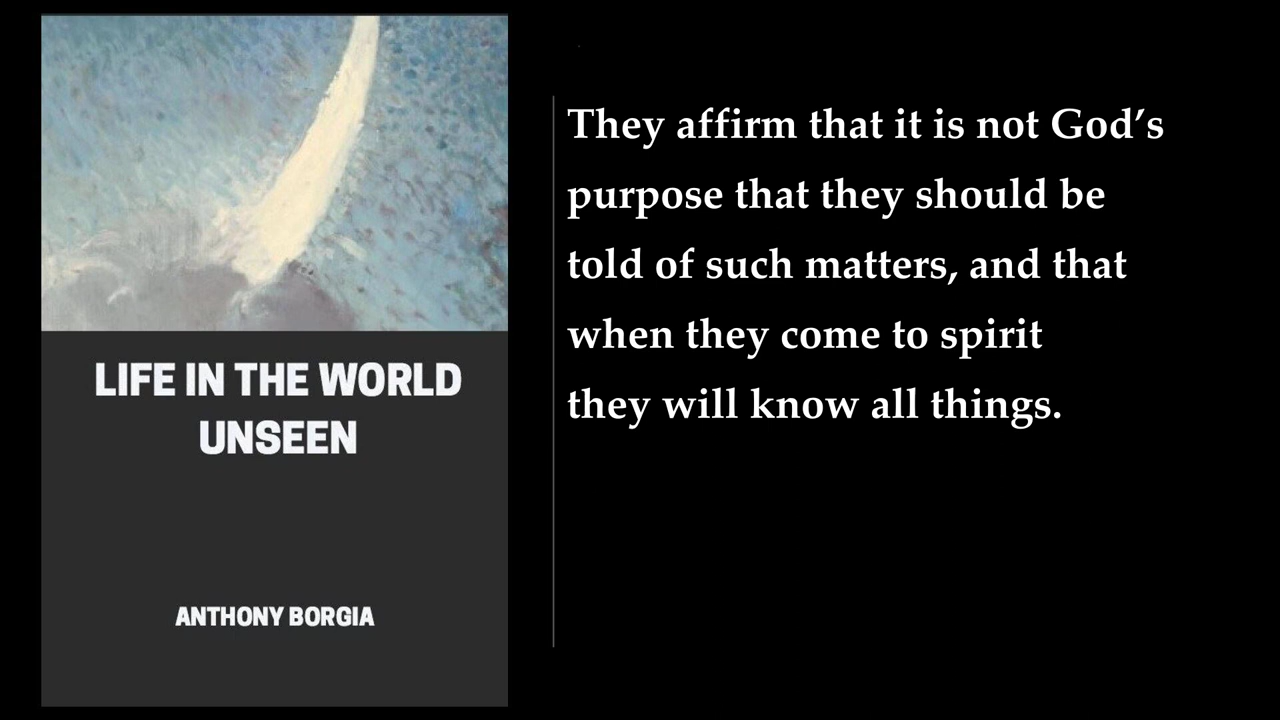 LIFE IN THE WORLD
UNSEEN
ANTHONY BORGIA
They affirm that it is not God’s
purpose that they should be
told of such matters, and that
when they come to spirit
they will know all things.